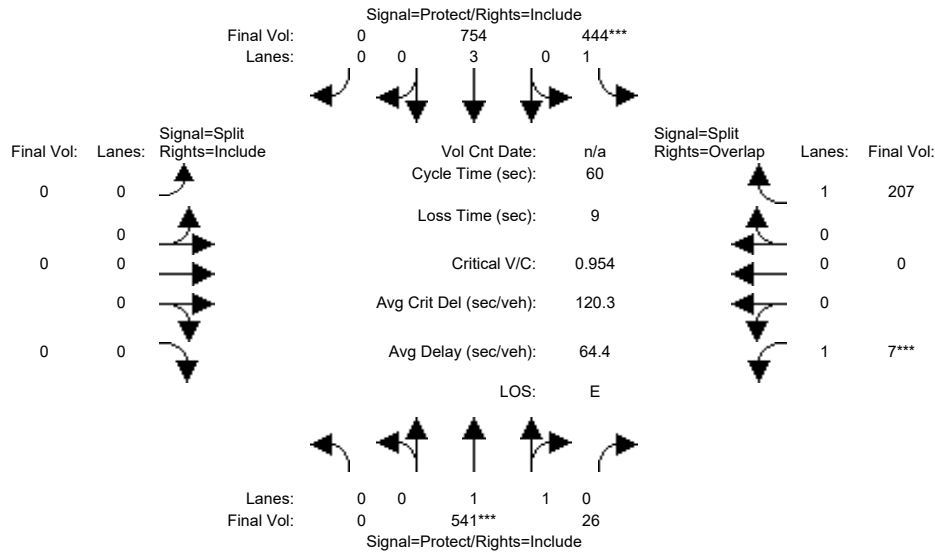 Signal=Protect/Rights=Include
Final Vol: 0 754 444***
Lanes: 0 0 3 0 1
Signal=Split Signal=Split
Final Vol: Lanes: Rights=Include Vol Cnt Date: n/a Rights=Overlap Lanes: Final Vol:
Cycle Time (sec): 60
0 0 1 207
Loss Time (sec): 9
0 0
0 0 Critical V/C: 0.954 0 0
0 Avg Crit Del (sec/veh): 120.3 0
0 0 Avg Delay (sec/veh): 64.4 1 7***
LOS: E
Lanes: 0 0 1 1 0
Final Vol: 0 541*** 26
Signal=Protect/Rights=Include